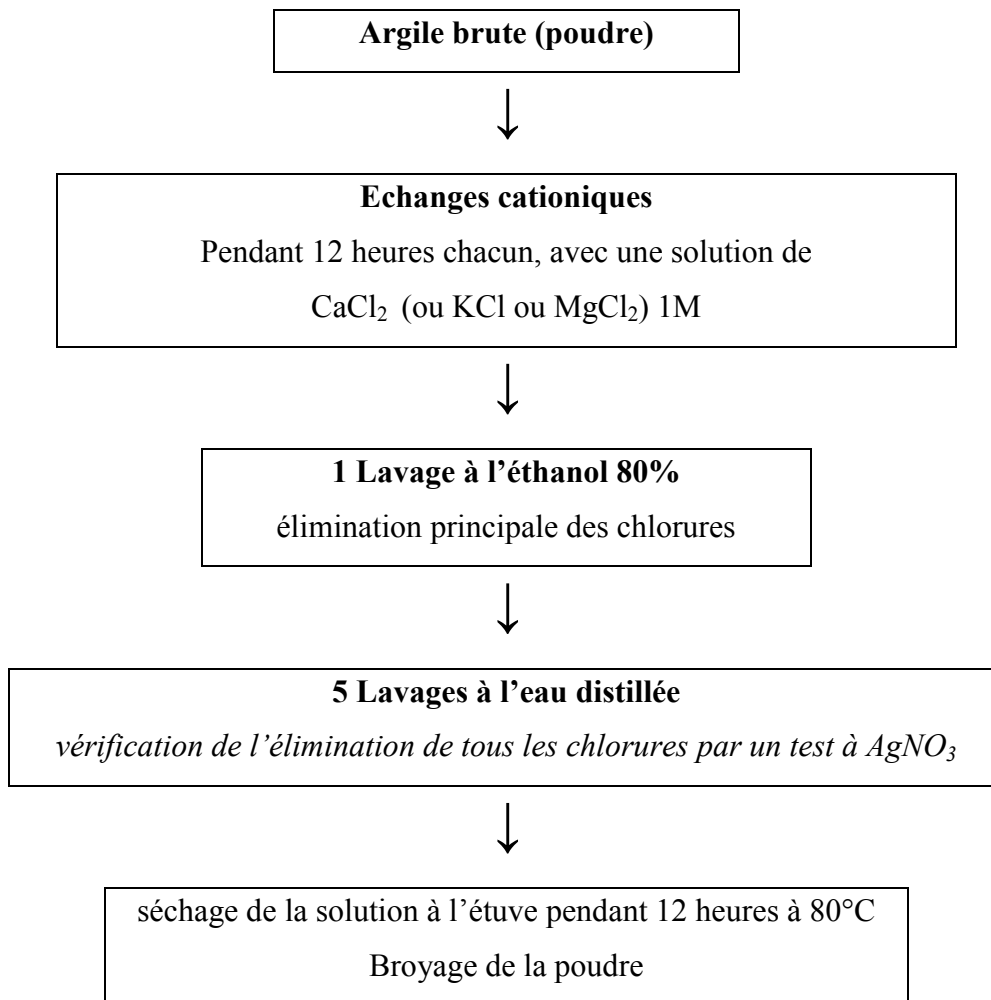 Argile brute (poudre)
Echanges cationiques
Pendant 12 heures chacun, avec une solution de
CaCl₂ (ou KCl ou MgCl₂) 1M
1 Lavage à l’éthanol 80%
élimination principale des chlorures
5 Lavages à l’eau distillée
vérification de l’élimination de tous les chlorures par un test à AgNO₃
séchage de la solution à l’étuve pendant 12 heures à 80°C
Broyage de la poudre